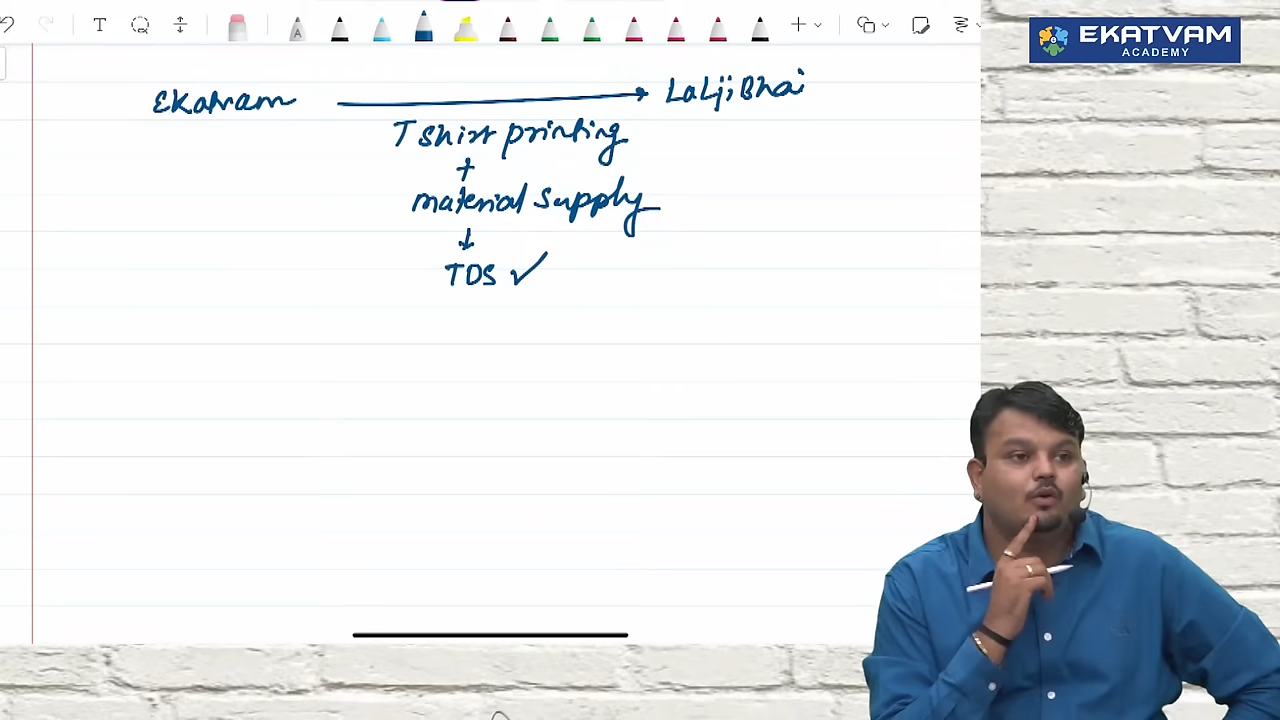 EKATVAM
ACADEMY
Ekatvam → LaljiBhai
T shirt printing
+
material supply
↓
TDS ✓